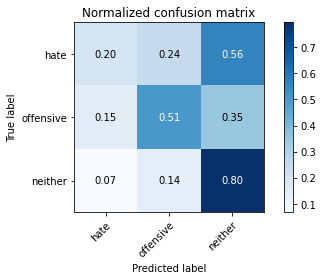 Normalized confusion matrix
True label
hate 0.20 0.24 0.56
offensive 0.15 0.51 0.35
neither 0.07 0.14 0.80
hate offensive neither
Predicted label
0.7
0.6
0.5
0.4
0.3
0.2
0.1